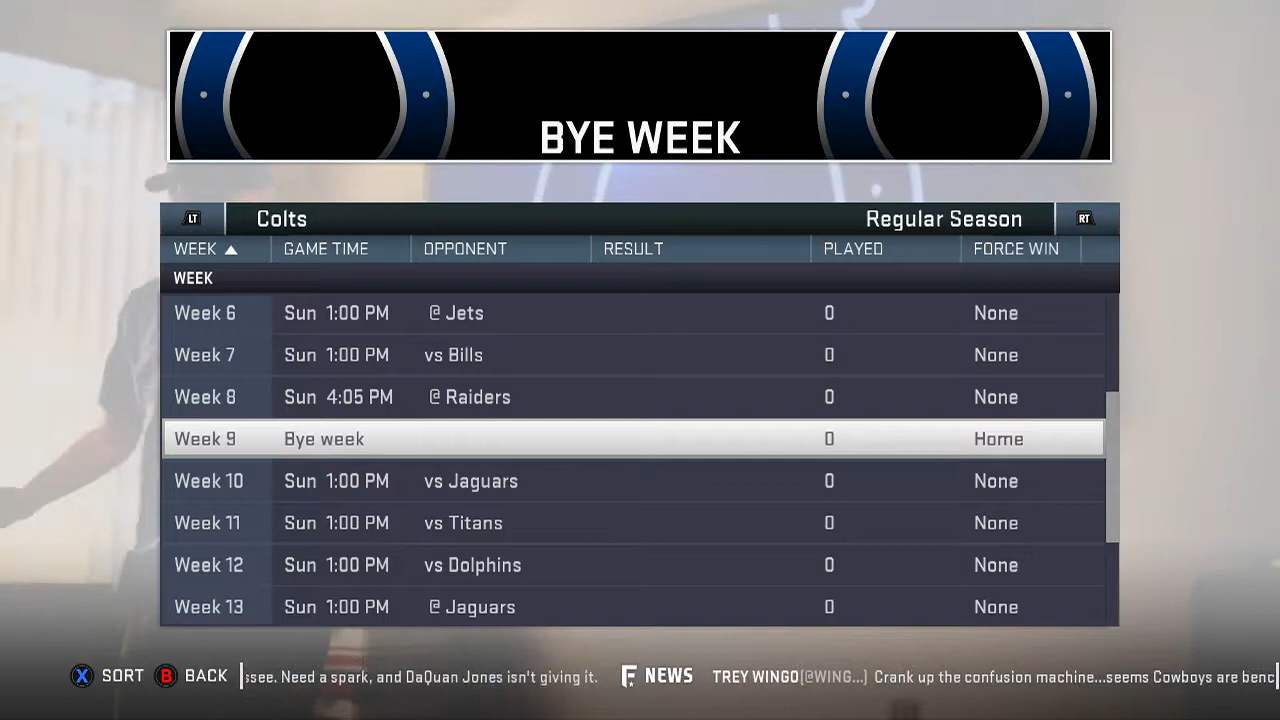 BYE WEEK
LT Colts Regular Season RT
WEEK GAME TIME OPPONENT RESULT PLAYED FORCE WIN
WEEK
Week 6 Sun 1:00 PM @ Jets 0 None
Week 7 Sun 1:00 PM vs Bills 0 None
Week 8 Sun 4:05 PM @ Raiders 0 None
Week 9 Bye week 0 Home
Week 10 Sun 1:00 PM vs Jaguars 0 None
Week 11 Sun 1:00 PM vs Titans 0 None
Week 12 Sun 1:00 PM vs Dolphins 0 None
Week 13 Sun 1:00 PM @ Jaguars 0 None
X SORT B BACK ssee. Need a spark, and DaQuan Jones isn't giving it. F NEWS TREY WINGO(@WING...) Crank up the confusion machine...seems Cowboys are benc